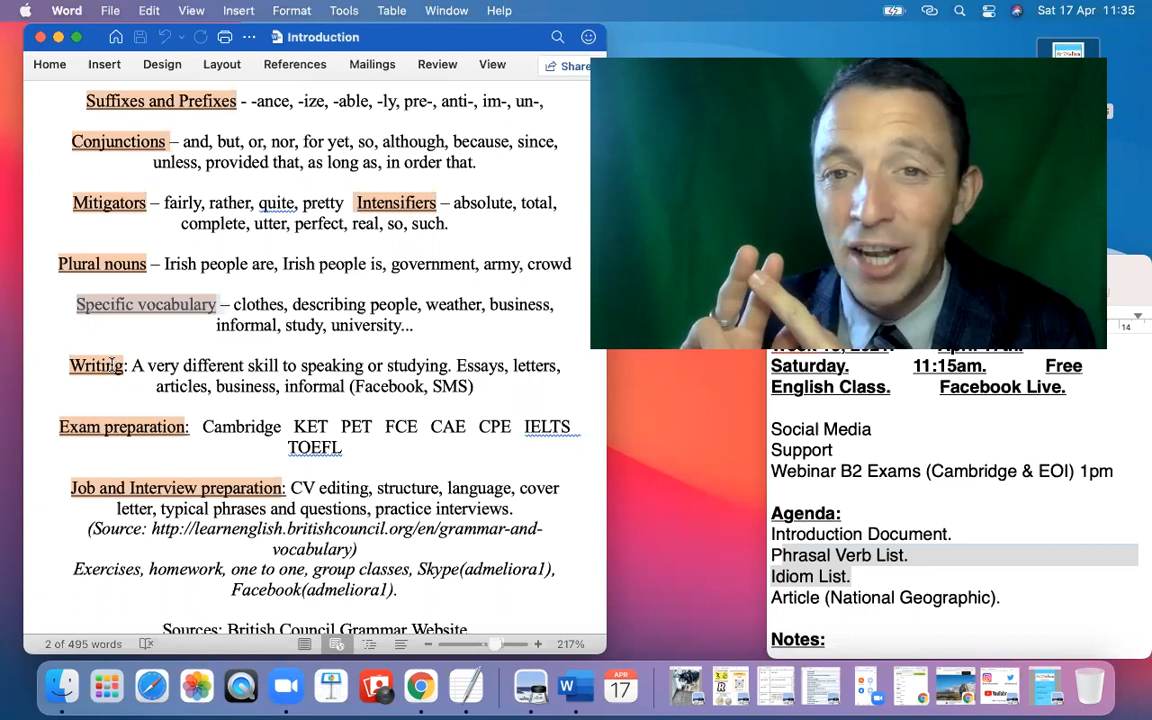 Word File Edit View Insert Format Tools Table Window Help Sat 17 Apr 11:35
Introduction
Home Insert Design Layout References Mailings Review View Share
Suffixes and Prefixes - -ance, -ize, -able, -ly, pre-, anti-, im-, un-,
Conjunctions – and, but, or, nor, for yet, so, although, because, since,
unless, provided that, as long as, in order that.
Mitigators – fairly, rather, quite, pretty Intensifiers – absolute, total,
complete, utter, perfect, real, so, such.
Plural nouns – Irish people are, Irish people is, government, army, crowd
Specific vocabulary – clothes, describing people, weather, business,
informal, study, university...
Writing: A very different skill to speaking or studying. Essays, letters,
articles, business, informal (Facebook, SMS)
Exam preparation: Cambridge KET PET FCE CAE CPE IELTS
TOEFL
Job and Interview preparation: CV editing, structure, language, cover
letter, typical phrases and questions, practice interviews.
(Source: http://learnenglish.britishcouncil.org/en/grammar-and-
vocabulary)
Exercises, homework, one to one, group classes, Skype(admeliora1),
Facebook(admeliora1).
Sources: British Council Grammar Website
2 of 495 words 217%
14
Saturday. 11:15am. Free
English Class. Facebook Live.
Social Media
Support
Webinar B2 Exams (Cambridge & EOI) 1pm
Agenda:
Introduction Document.
Phrasal Verb List.
Idiom List.
Article (National Geographic).
Notes:
APR
17